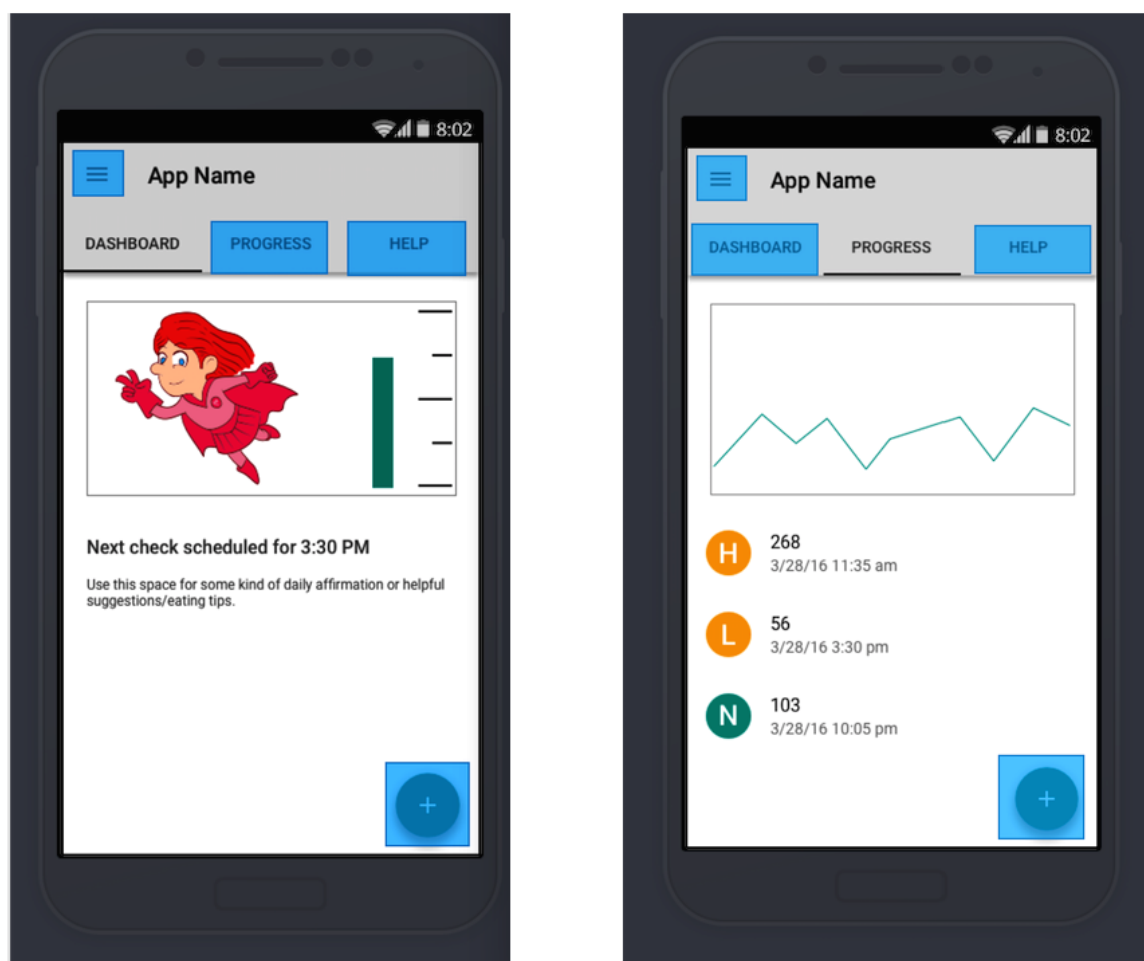 8:02
App Name
DASHBOARD PROGRESS HELP
Next check scheduled for 3:30 PM
Use this space for some kind of daily affirmation or helpful
suggestions/eating tips.
+
8:02
App Name
DASHBOARD PROGRESS HELP
H
268
3/28/16 11:35 am
L
56
3/28/16 3:30 pm
N
103
3/28/16 10:05 pm
+